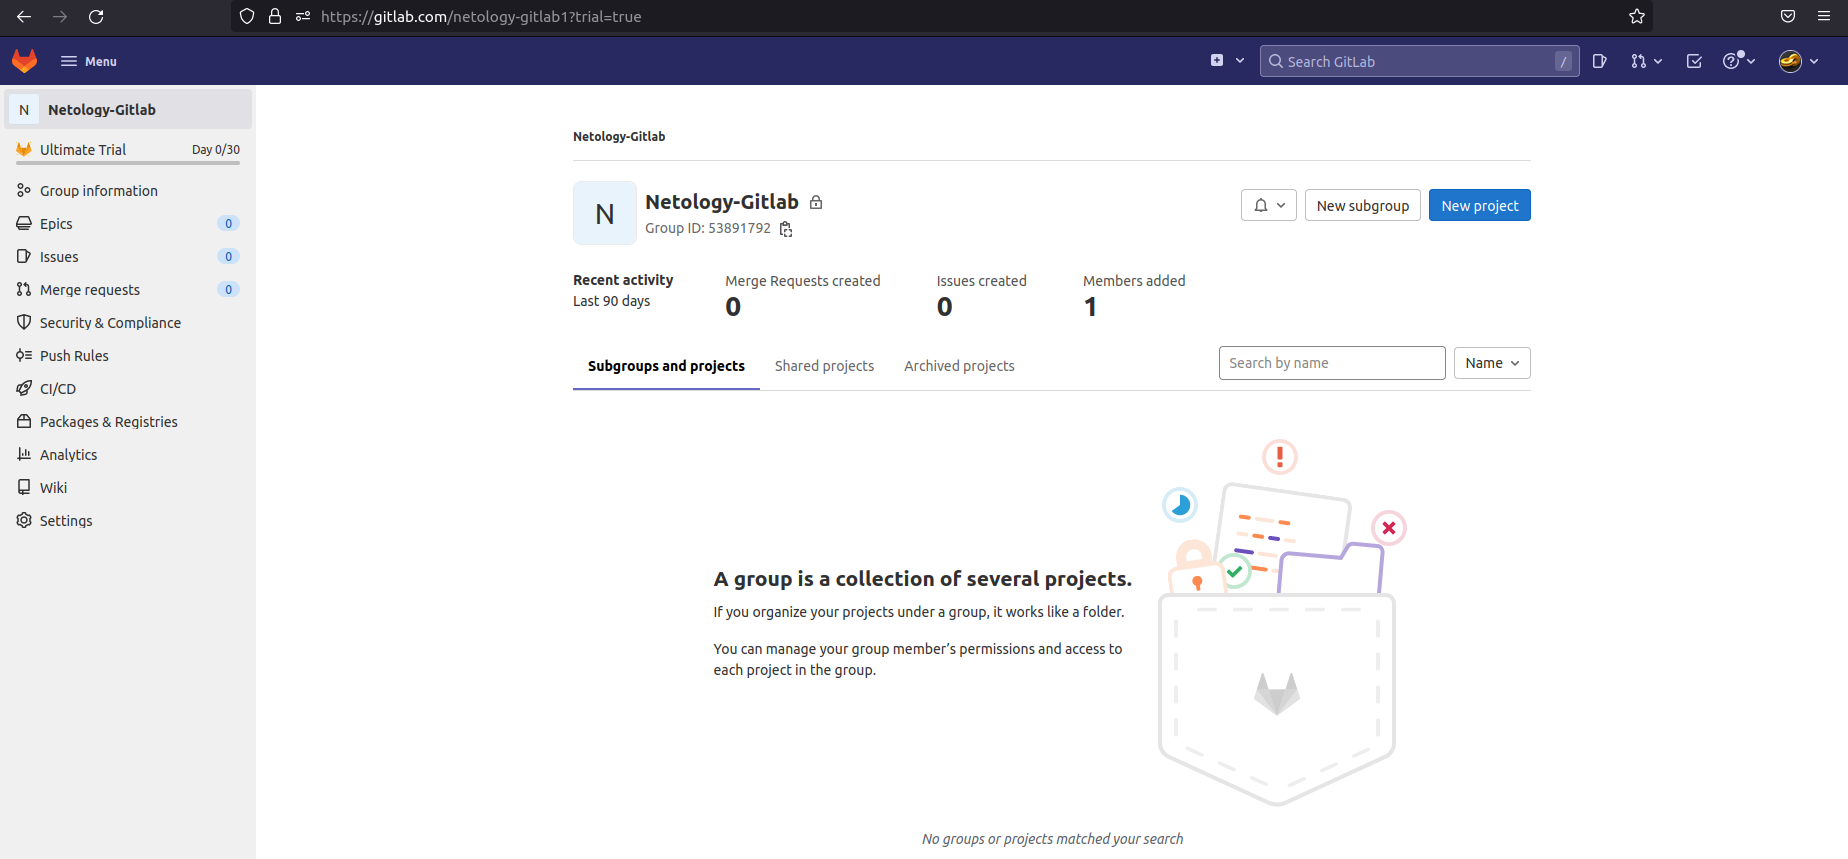 https://gitlab.com/netology-gitlab1?trial=true
Menu
Search GitLab
/
N
Netology-Gitlab
Ultimate Trial
Day 0/30
Group information
Epics
0
Issues
0
Merge requests
0
Security & Compliance
Push Rules
CI/CD
Packages & Registries
Analytics
Wiki
Settings
Netology-Gitlab
N
Netology-Gitlab
Group ID: 53891792
New subgroup
New project
Recent activity
Last 90 days
Merge Requests created
0
Issues created
0
Members added
1
Subgroups and projects
Shared projects
Archived projects
Search by name
Name
A group is a collection of several projects.
If you organize your projects under a group, it works like a folder.
You can manage your group member’s permissions and access to
each project in the group.
No groups or projects matched your search